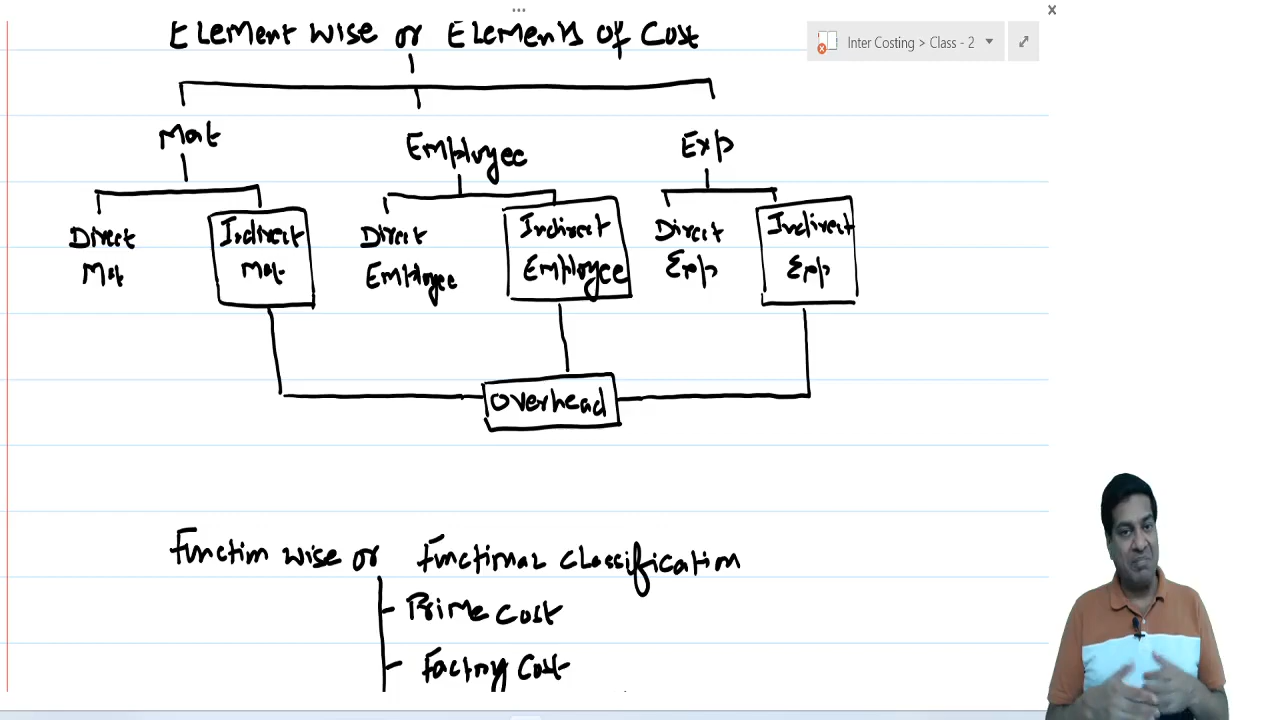 Element wise or Elements of Cost
Inter Costing > Class - 2
Mat
Employee
Exp
Direct Mat
Indirect Mat
Direct Employee
Indirect Employee
Direct Exp
Indirect Exp
Overhead
Function wise or Functional classification
- Prime Cost
- Factory Cost